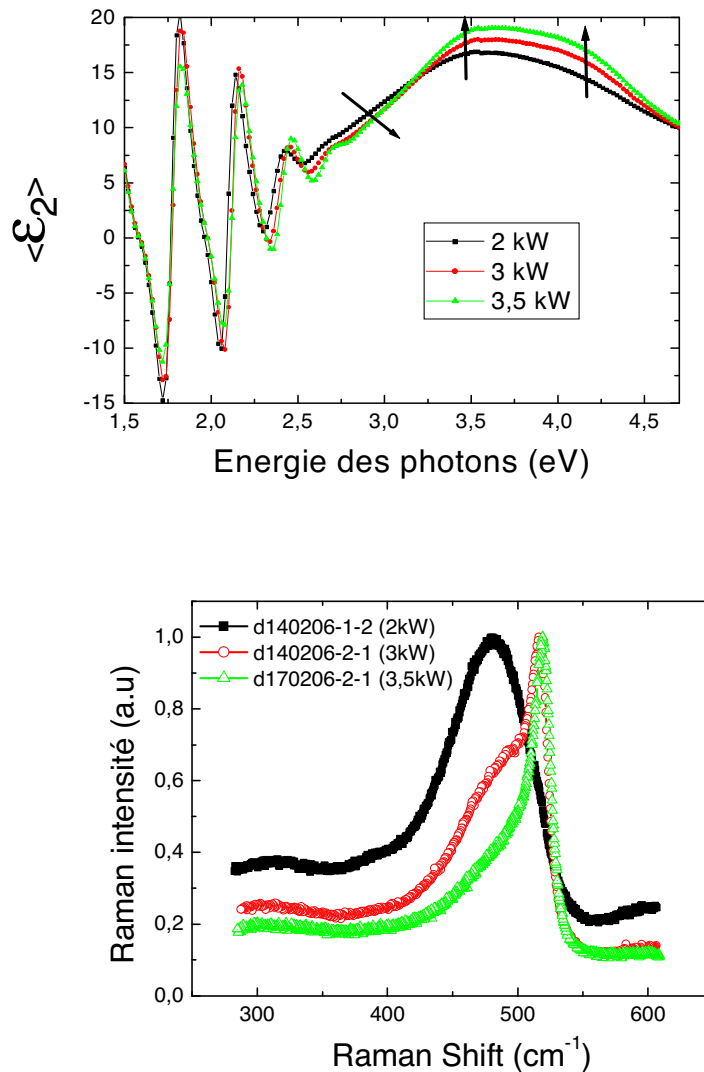 20
15
10
5
0
-5
-10
-15
<ε2>
2 kW
3 kW
3,5 kW
1,5 2,0 2,5 3,0 3,5 4,0 4,5
Energie des photons (eV)
d140206-1-2 (2kW)
d140206-2-1 (3kW)
d170206-2-1 (3,5kW)
1,0
0,8
0,6
0,4
0,2
0,0
Raman intensité (a.u)
300 400 500 600
Raman Shift (cm-1)